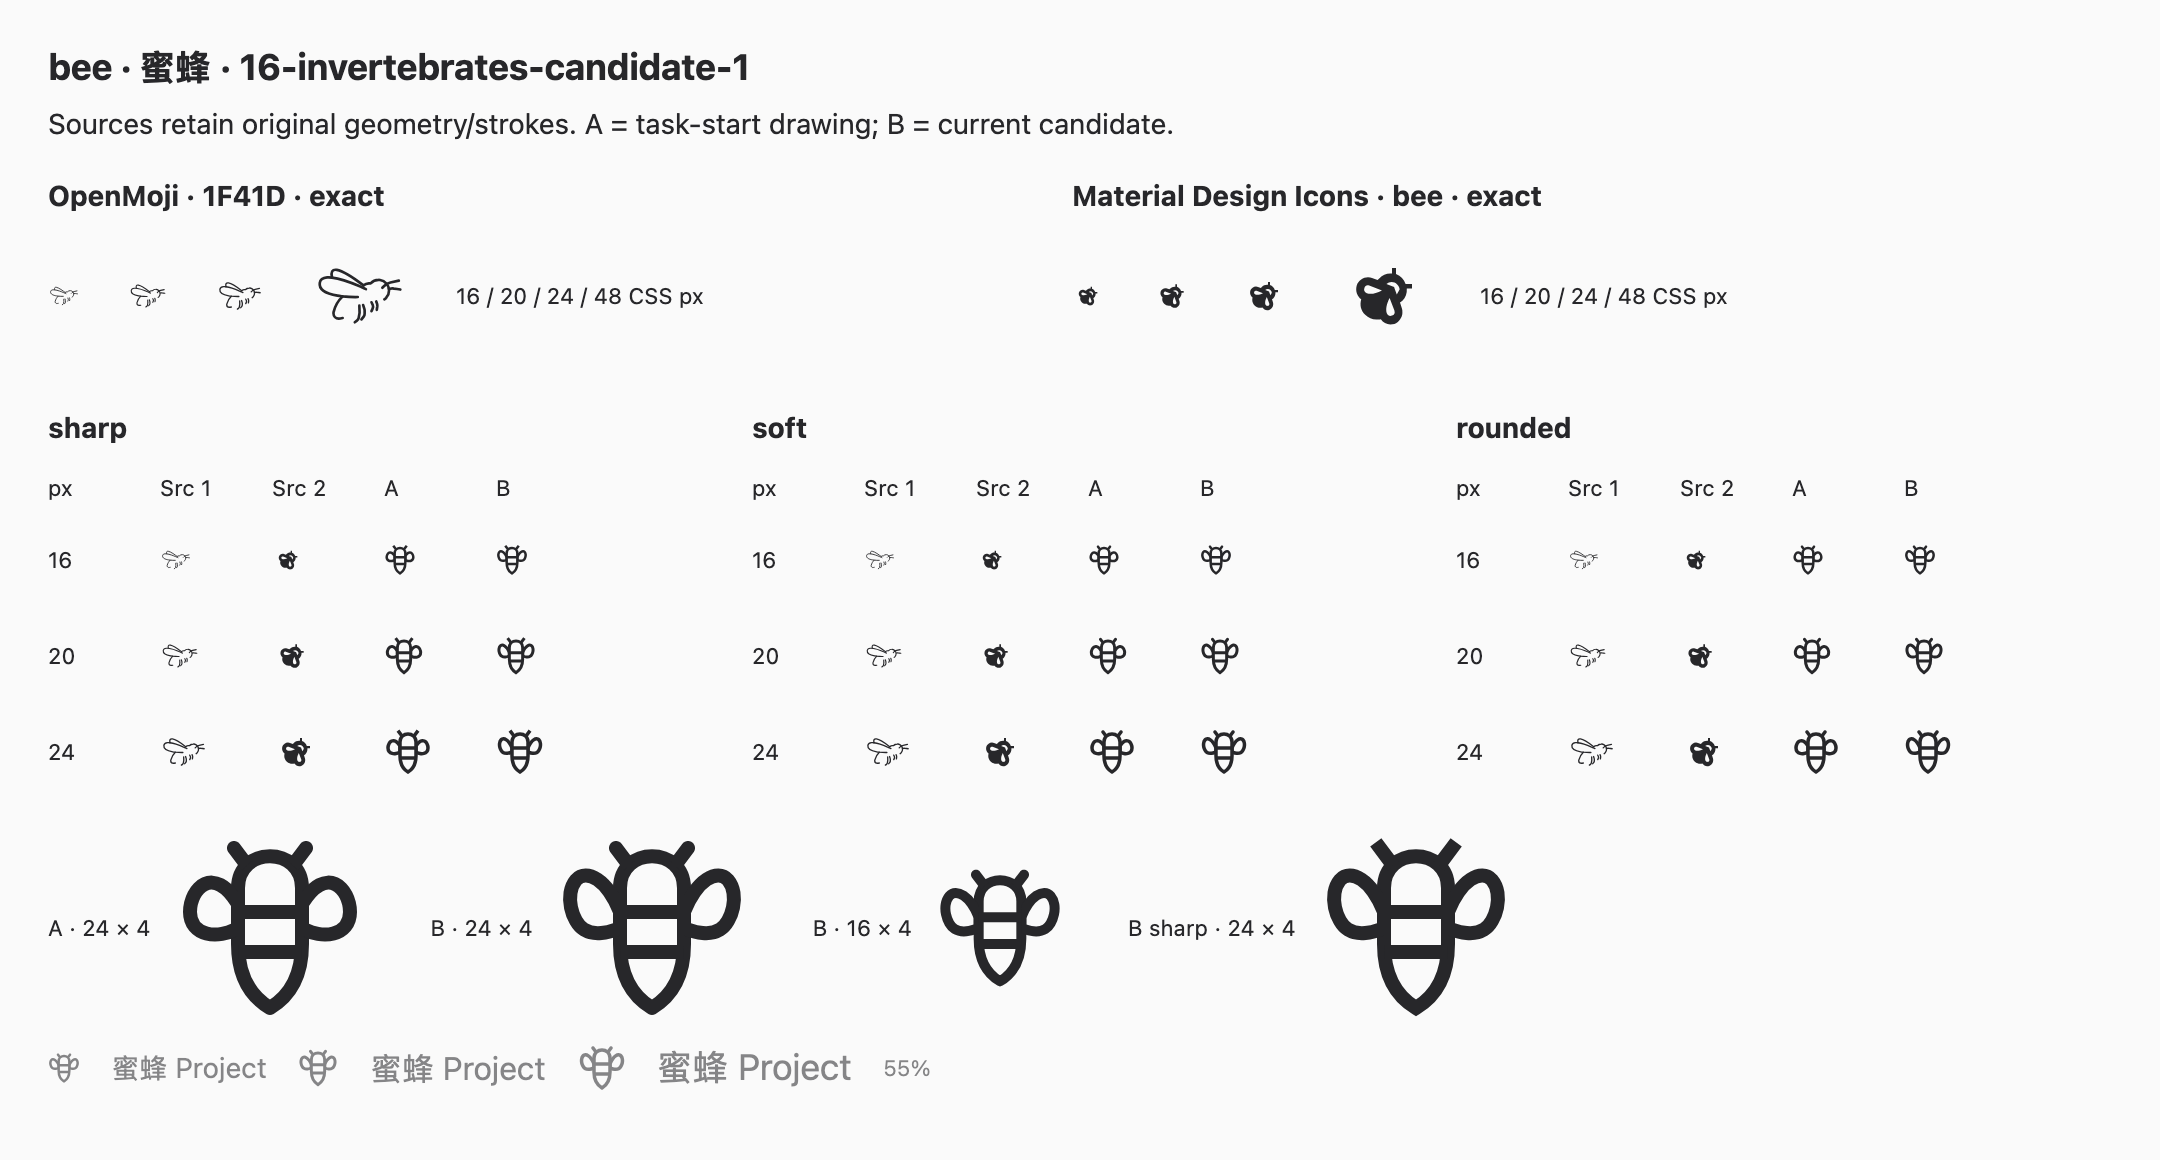 bee · 蜜蜂 · 16-invertebrates-candidate-1
Sources retain original geometry/strokes. A = task-start drawing; B = current candidate.
OpenMoji · 1F41D · exact
16 / 20 / 24 / 48 CSS px
Material Design Icons · bee · exact
16 / 20 / 24 / 48 CSS px
sharp
px Src 1 Src 2 A B
16
20
24
soft
px Src 1 Src 2 A B
16
20
24
rounded
px Src 1 Src 2 A B
16
20
24
A · 24 × 4
B · 24 × 4
B · 16 × 4
B sharp · 24 × 4
蜜蜂 Project 蜜蜂 Project 蜜蜂 Project 55%